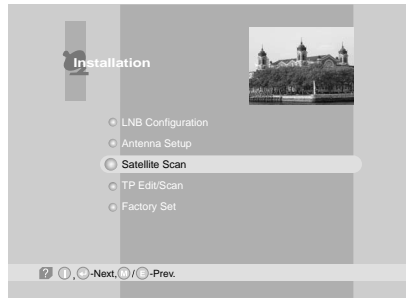 Installation
LNB Configuration
Antenna Setup
Satellite Scan
TP Edit/Scan
Factory Set
-Next, M / E -Prev.